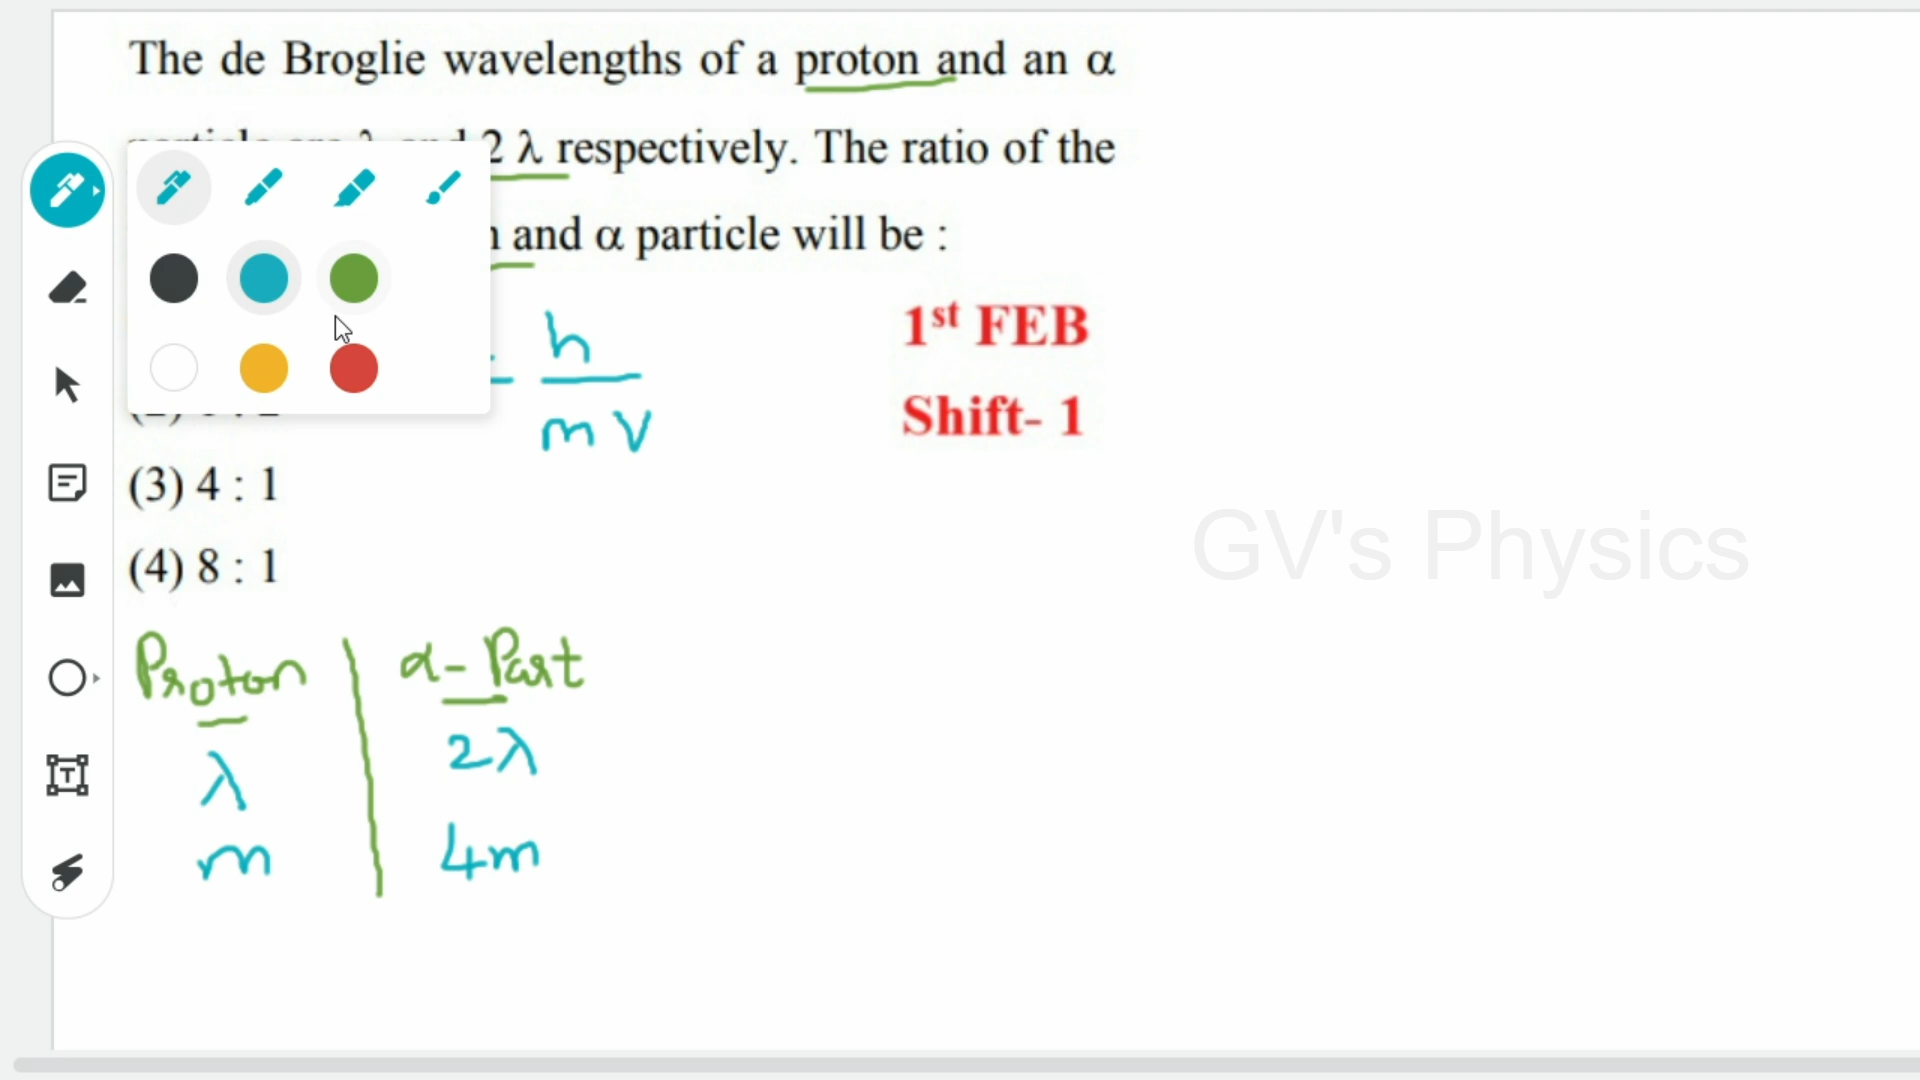 The de Broglie wavelengths of a proton and an α
2 λ respectively. The ratio of the
and α particle will be :
h
m v
1st FEB
Shift- 1
(3) 4 : 1
(4) 8 : 1
GV's Physics
Proton
α - Part
λ
2λ
m
4m